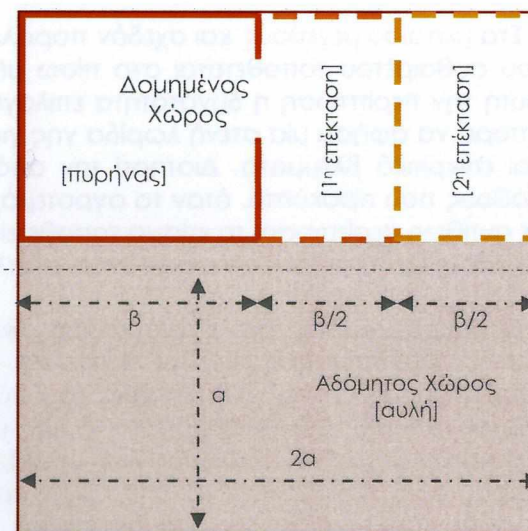 Δομημένος
Χώρος
[πυρήνας]
[1η επέκταση]
[2η επέκταση]
β
β/2
β/2
α
Αδόμητος Χώρος
[αυλή]
2α